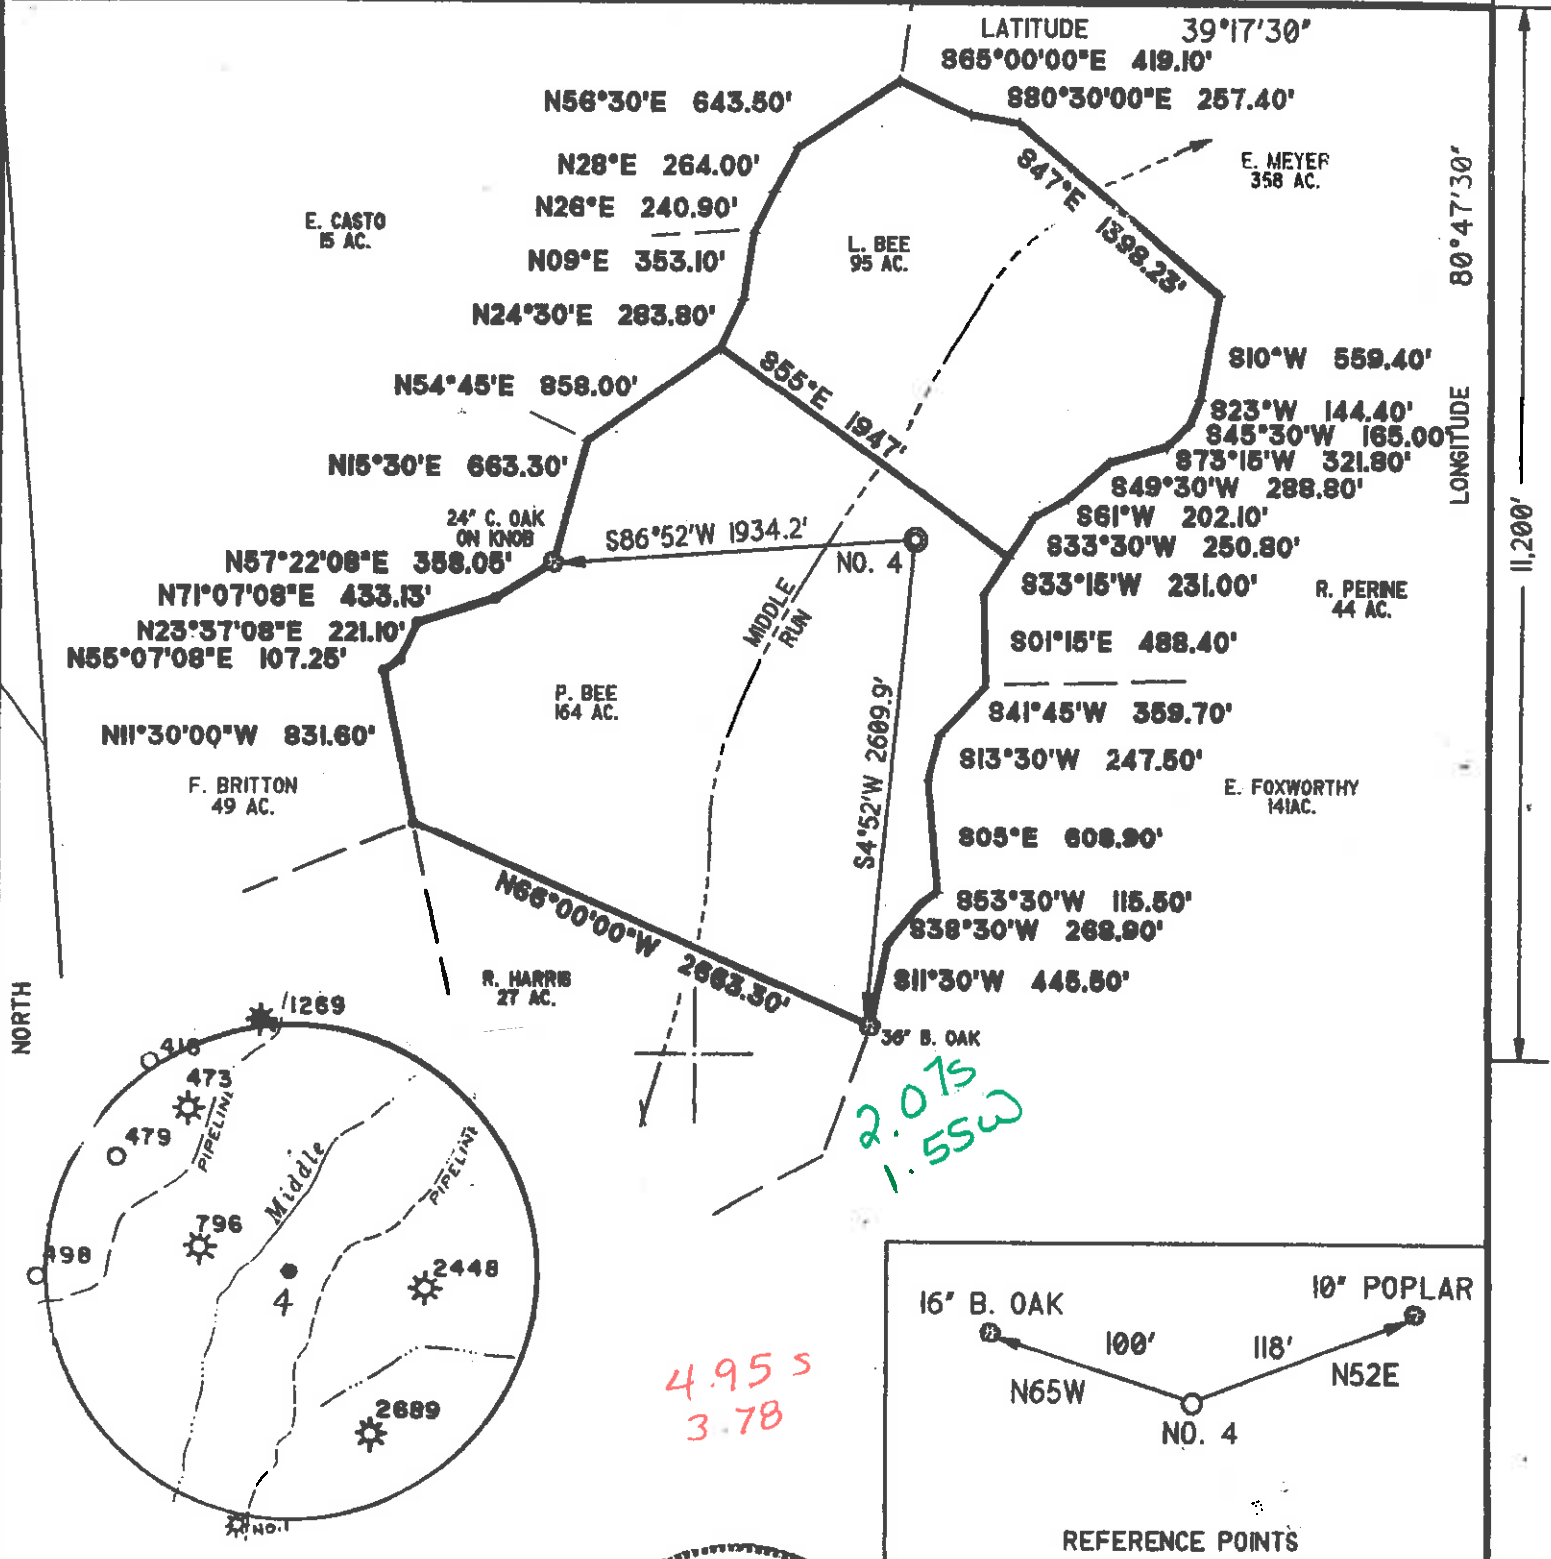 LATITUDE 39°17'30"
S65°00'00"E 419.10'
N56°30'E 643.50'
S80°30'00"E 257.40'
N28°E 264.00'
S47°E 1398.23'
E. MEYER
358 AC.
80°47'30"
N26°E 240.90'
E. CASTO
15 AC.
L. BEE
95 AC.
N09°E 353.10'
N24°30'E 283.80'
S55°E 1947'
S10°W 559.40'
N54°45'E 858.00'
S23°W 144.40'
S45°30'W 165.00'
LONGITUDE
N15°30'E 663.30'
S73°15'W 321.80'
S49°30'W 288.80'
24" C. OAK
ON KNOB
S61°W 202.10'
S86°52'W 1934.2'
S33°30'W 250.80'
11,200'
N57°22'08"E 358.05'
NO. 4
S33°15'W 231.00'
R. PERINE
44 AC.
N71°07'08"E 433.13'
MIDDLE
RUN
N23°37'08"E 221.10'
S01°15'E 488.40'
N55°07'08"E 107.25'
P. BEE
164 AC.
S41°45'W 359.70'
N11°30'00"W 831.60'
S4°52'W 2609.9'
S13°30'W 247.50'
F. BRITTON
49 AC.
E. FOXWORTHY
141AC.
S05°E 608.90'
N66°00'00"W 2663.30'
S53°30'W 115.50'
S38°30'W 268.90'
R. HARRIS
27 AC.
S11°30'W 445.50'
NORTH
36" B. OAK
1269
416
473
PIPELINE
479
2.07S
1.55W
Middle
PIPELINE
796
498
4
2448
2689
NO.1
4.95 S
3.78
16" B. OAK
10" POPLAR
100'
118'
N65W
N52E
NO. 4
REFERENCE POINTS